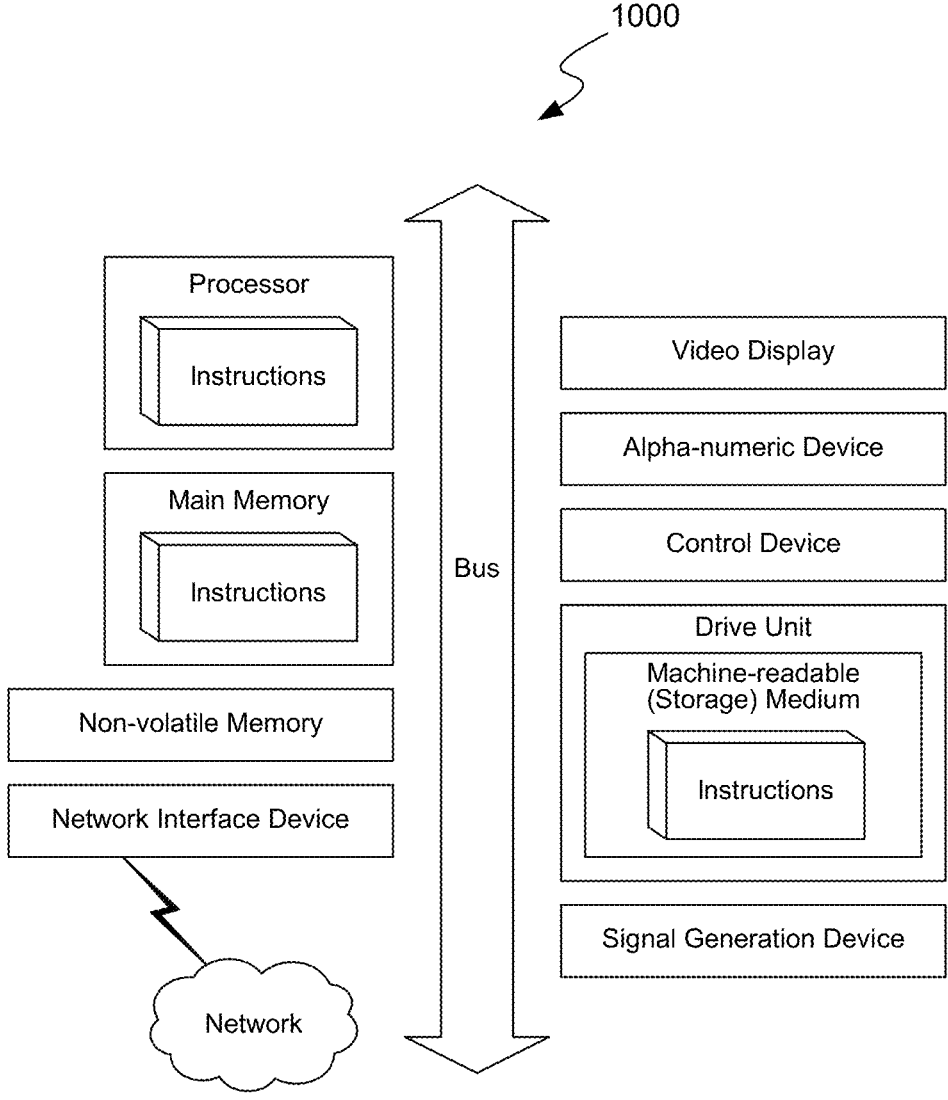 1000
Processor
Instructions
Main Memory
Instructions
Non-volatile Memory
Network Interface Device
Network
Bus
Video Display
Alpha-numeric Device
Control Device
Drive Unit
Machine-readable
(Storage) Medium
Instructions
Signal Generation Device